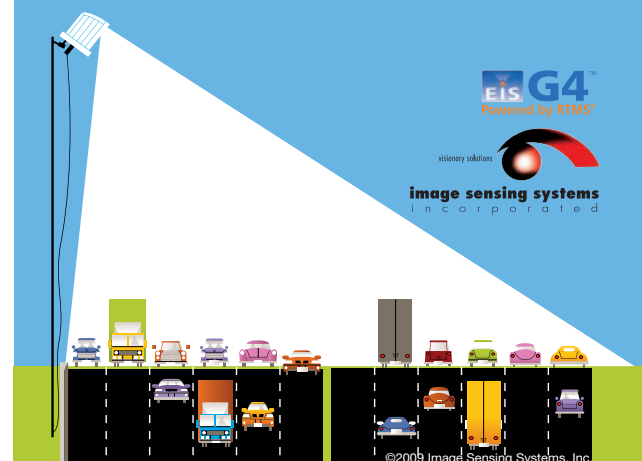 EIS G4™
Powered by RTMS®
visionary solutions
image sensing systems
incorporated
©2009 Image Sensing Systems, Inc.